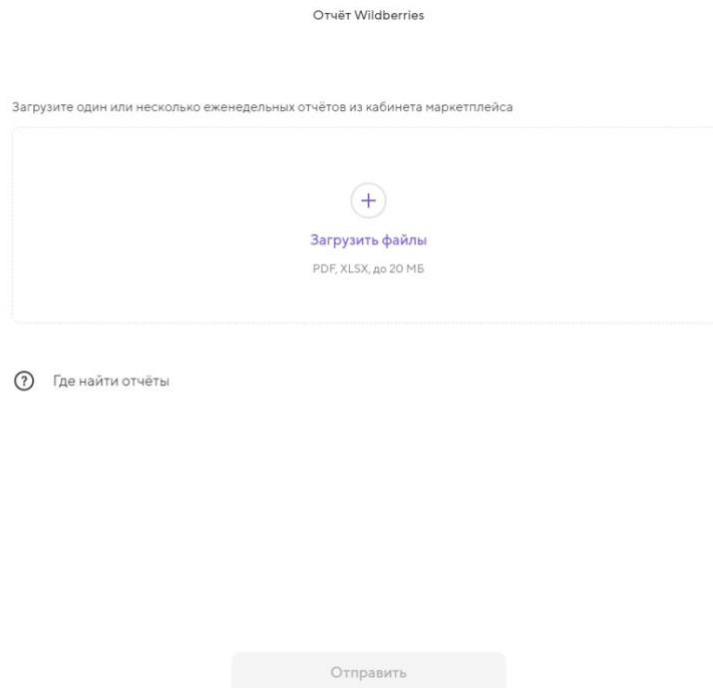 Отчёт Wildberries
Загрузите один или несколько еженедельных отчётов из кабинета маркетплейса
Загрузить файлы
PDF, XLSX, до 20 МБ
Где найти отчёты
Отправить